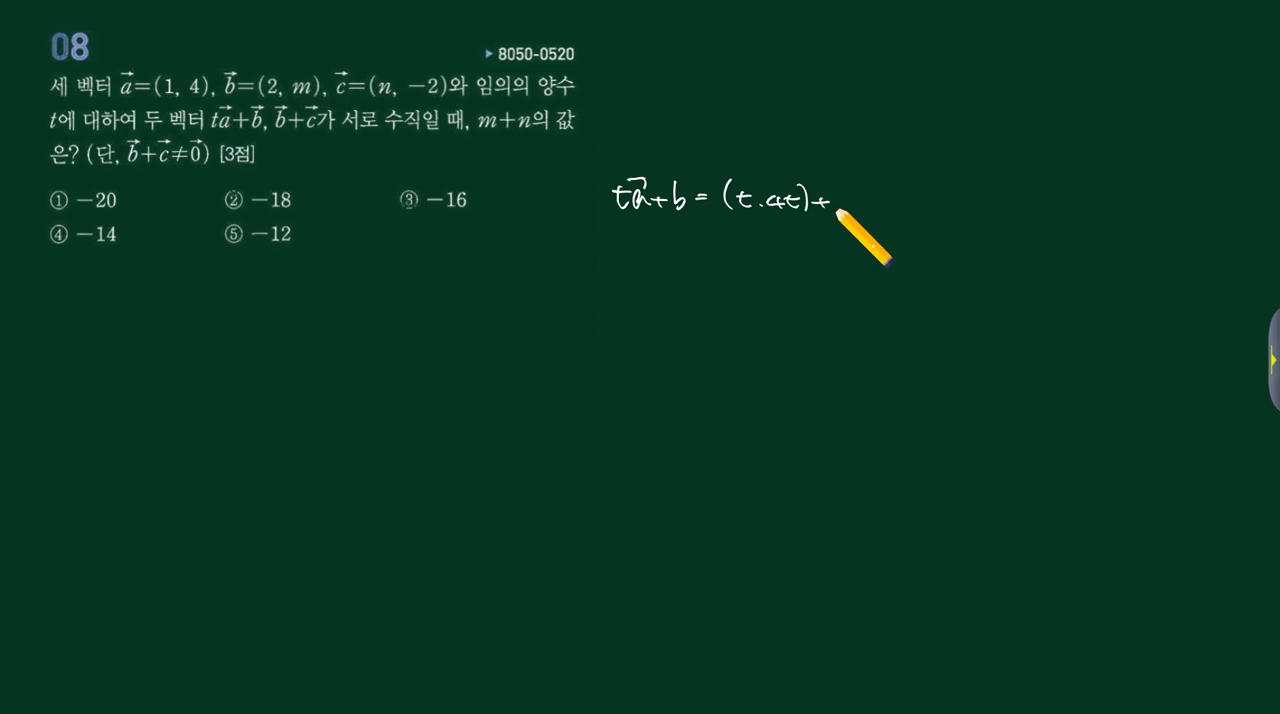 08
▶ 8050-0520
세 벡터 a⃗=(1, 4), b⃗=(2, m), c⃗=(n, −2)와 임의의 양수
t에 대하여 두 벡터 ta⃗+b⃗, b⃗+c⃗가 서로 수직일 때, m+n의 값
은? (단, b⃗+c⃗≠0⃗) [3점]
① −20 ② −18 ③ −16
④ −14 ⑤ −12
ta⃗+b = (t.4t)+